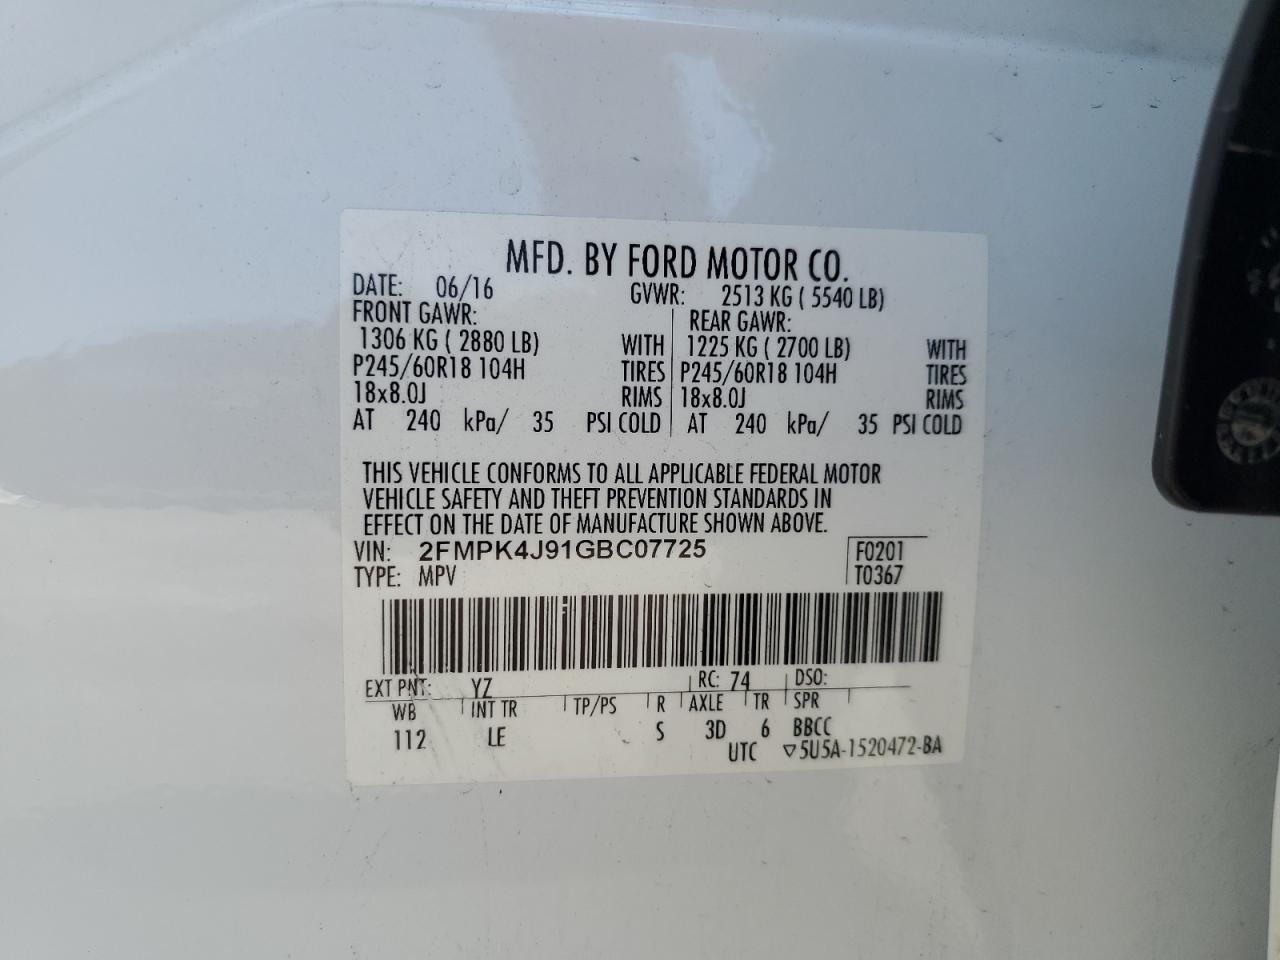 MFD. BY FORD MOTOR CO.
DATE: 06/16 GVWR: 2513 KG ( 5540 LB)
FRONT GAWR: REAR GAWR:
1306 KG ( 2880 LB) WITH 1225 KG ( 2700 LB) WITH
P245/60R18 104H TIRES P245/60R18 104H TIRES
18x8.0J RIMS 18x8.0J RIMS
AT 240 kPa/ 35 PSI COLD AT 240 kPa/ 35 PSI COLD
THIS VEHICLE CONFORMS TO ALL APPLICABLE FEDERAL MOTOR
VEHICLE SAFETY AND THEFT PREVENTION STANDARDS IN
EFFECT ON THE DATE OF MANUFACTURE SHOWN ABOVE.
VIN: 2FMPK4J91GBC07725 F0201
TYPE: MPV T0367
EXT PNT: YZ RC: 74 DSO:
WB INT TR TP/PS R AXLE TR SPR
112 LE S 3D 6 BBCC
UTC ▽5U5A-1520472-BA